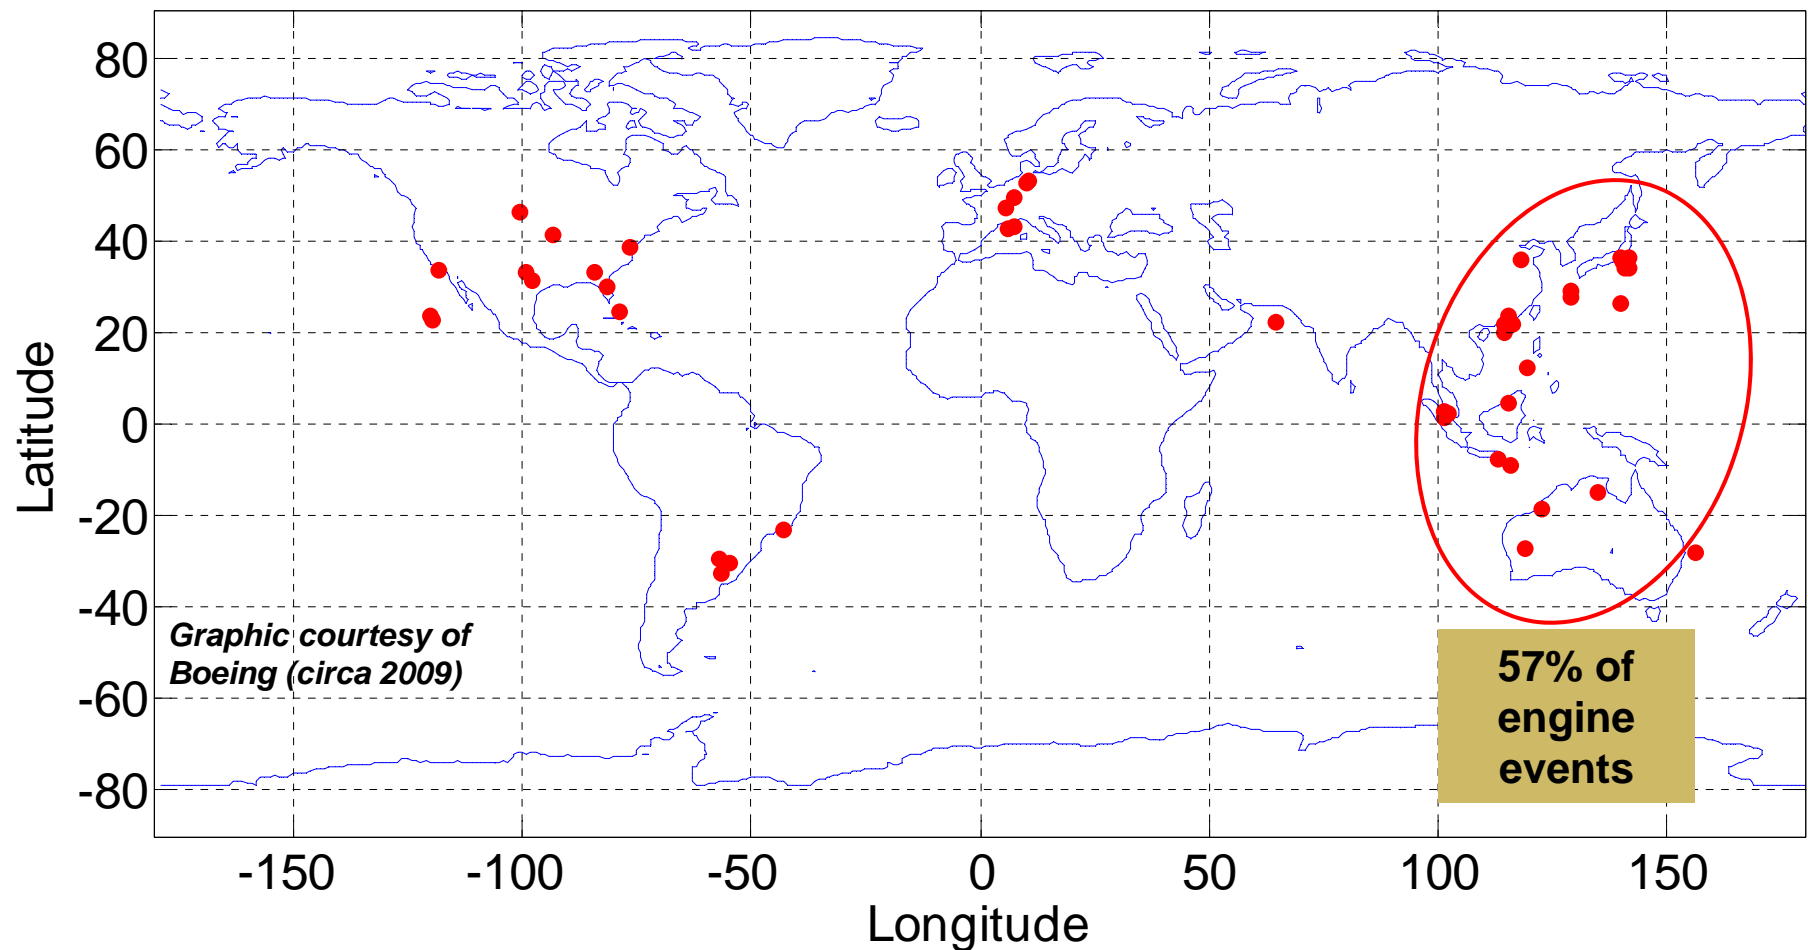 80
60
40
20
0
-20
-40
-60
-80
Latitude
Graphic courtesy of
Boeing (circa 2009)
57% of
engine
events
-150 -100 -50 0 50 100 150
Longitude